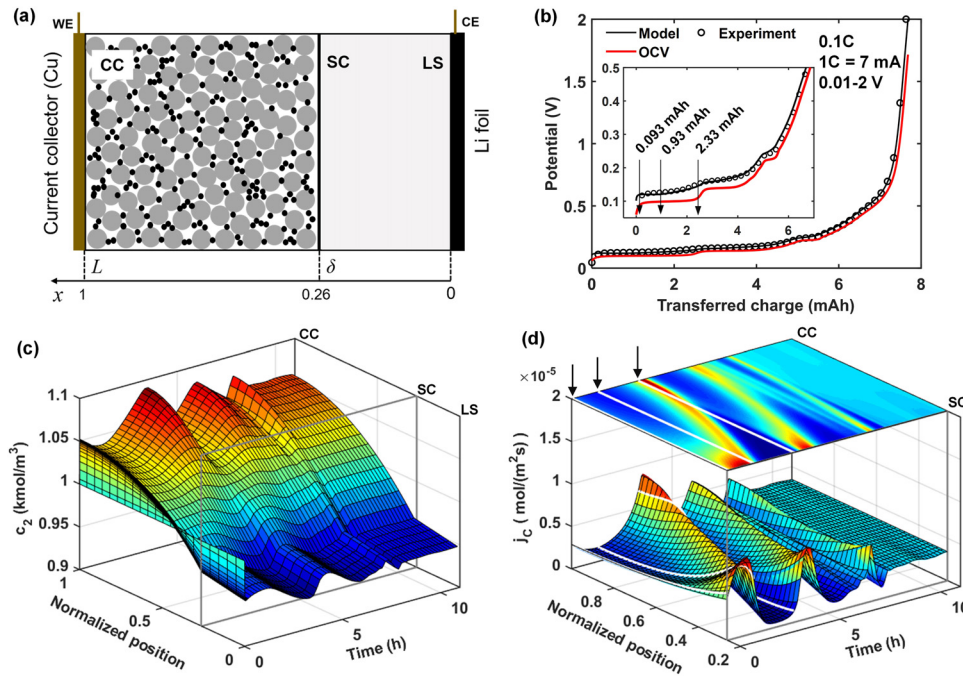 (a)
WE
CE
CC
SC
LS
Current collector (Cu)
Li foil
L
δ
x
1
0.26
0
(b)
Model
Experiment
OCV
0.1C
1C = 7 mA
0.01-2 V
0.093 mAh
0.93 mAh
2.33 mAh
0.5
0.4
0.3
0.2
0.1
0 2 4 6
2
1.5
1
0.5
0
0 2 4 6 8
Potential (V)
Transferred charge (mAh)
(c)
CC
SC
LS
1.1
1.05
1
0.95
0.9
c₂ (kmol/m³)
1
0.5
0
Normalized position
0
5
10
Time (h)
(d)
CC
SC
×10⁻⁵
2
1.5
1
0.5
0
j_C ( mol/(m²s) )
0.8
0.6
0.4
0.2
Normalized position
0
5
10
Time (h)